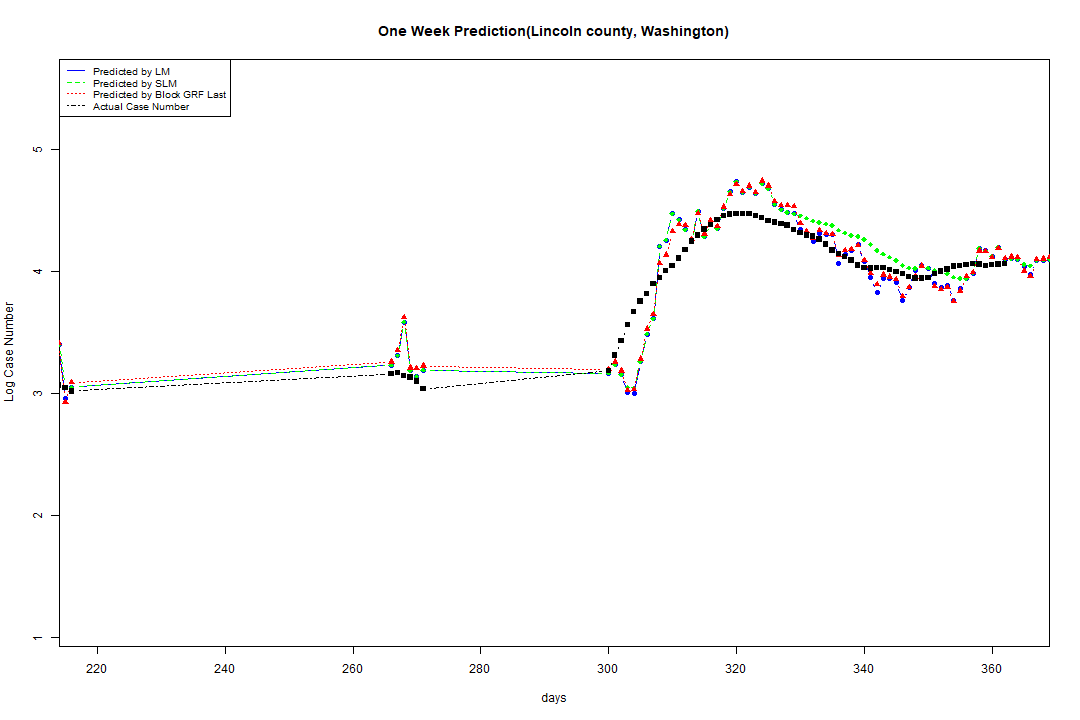 One Week Prediction(Lincoln county, Washington)
Predicted by LM
Predicted by SLM
Predicted by Block GRF Last
Actual Case Number
Log Case Number
5
4
3
2
1
220 240 260 280 300 320 340 360
days